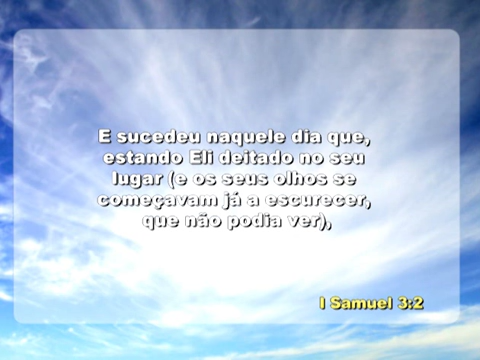 E sucedeu naquele dia que,
estando Eli deitado no seu
lugar (e os seus olhos se
começavam já a escurecer,
que não podia ver),
I Samuel 3:2